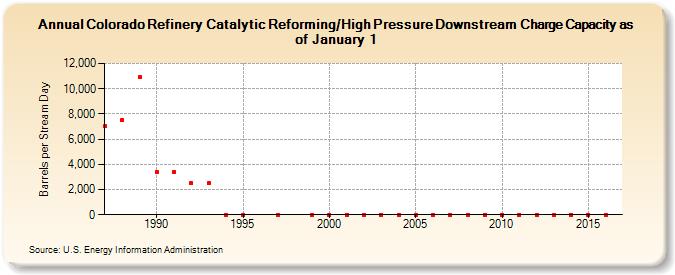 Annual Colorado Refinery Catalytic Reforming/High Pressure Downstream Charge Capacity as
of January 1
Barrels per Stream Day
12,000
10,000
8,000
6,000
4,000
2,000
0
1990 1995 2000 2005 2010 2015
Source: U.S. Energy Information Administration